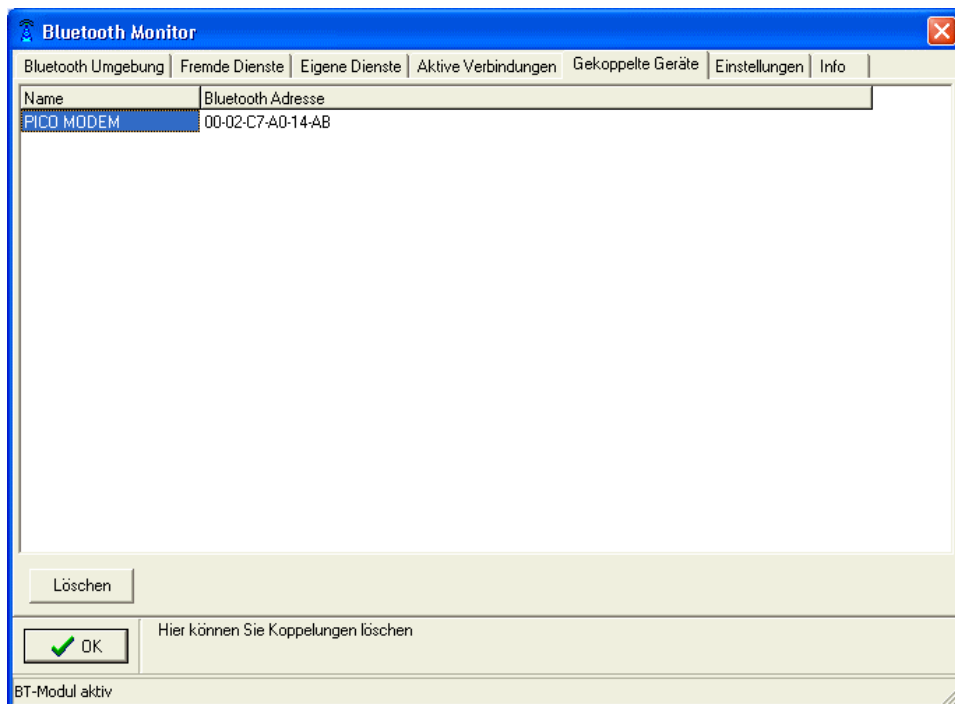 Bluetooth Monitor
Bluetooth Umgebung Fremde Dienste Eigene Dienste Aktive Verbindungen Gekoppelte Geräte Einstellungen Info
Name Bluetooth Adresse
PICO MODEM 00-02-C7-A0-14-AB
Löschen
OK Hier können Sie Koppelungen löschen
BT-Modul aktiv